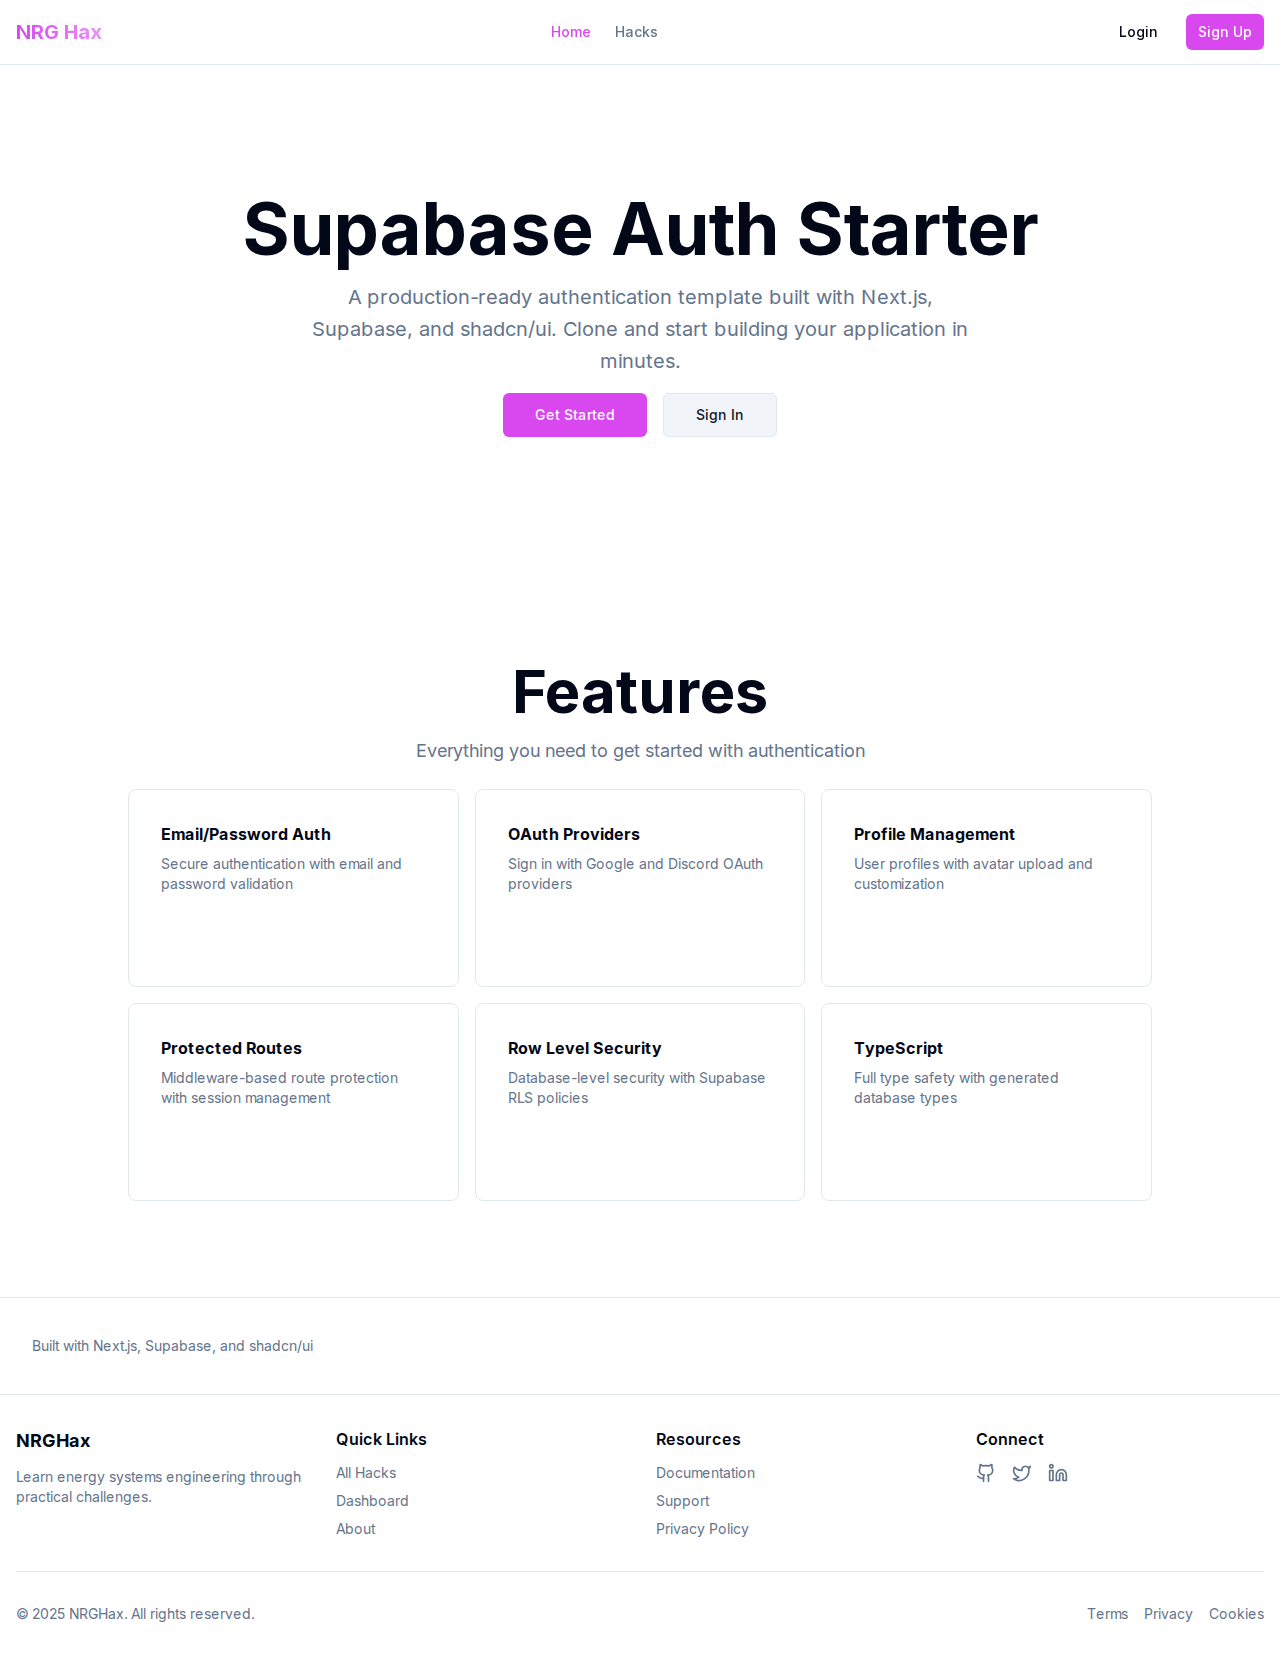 NRG Hax
Home
Hacks
Login
Sign Up
Supabase Auth Starter
A production-ready authentication template built with Next.js,
Supabase, and shadcn/ui. Clone and start building your application in
minutes.
Get Started
Sign In
Features
Everything you need to get started with authentication
Email/Password Auth
Secure authentication with email and
password validation
OAuth Providers
Sign in with Google and Discord OAuth
providers
Profile Management
User profiles with avatar upload and
customization
Protected Routes
Middleware-based route protection
with session management
Row Level Security
Database-level security with Supabase
RLS policies
TypeScript
Full type safety with generated
database types
Built with Next.js, Supabase, and shadcn/ui
NRGHax
Learn energy systems engineering through
practical challenges.
Quick Links
All Hacks
Dashboard
About
Resources
Documentation
Support
Privacy Policy
Connect
© 2025 NRGHax. All rights reserved.
Terms
Privacy
Cookies